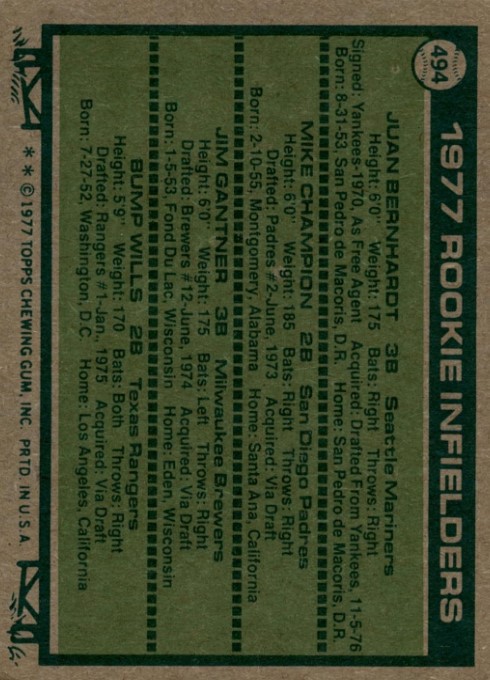 494
1977 ROOKIE INFIELDERS
JUAN BERNHARDT 3B Seattle Mariners
Height: 6'0" Weight: 175 Bats: Right Throws: Right
Signed: Yankees-1970, As Free Agent Acquired: Drafted From Yankees, 11-5-76
Born: 8-31-53, San Pedro de Macoris, D.R. Home: San Pedro de Macoris, D.R.
MIKE CHAMPION 2B San Diego Padres
Height: 6'0" Weight: 185 Bats: Right Throws: Right
Drafted: Padres #2-June, 1973 Acquired: Via Draft
Born: 2-10-55, Montgomery, Alabama Home: Santa Ana, California
JIM GANTNER 3B Milwaukee Brewers
Height: 6'0" Weight: 175 Bats: Left Throws: Right
Drafted: Brewers #12-June, 1974 Acquired: Via Draft
Born: 1-5-53, Fond Du Lac, Wisconsin Home: Eden, Wisconsin
BUMP WILLS 2B Texas Rangers
Height: 5'9" Weight: 170 Bats: Both Throws: Right
Drafted: Rangers #1-Jan., 1975 Acquired: Via Draft
Born: 7-27-52, Washington, D.C. Home: Los Angeles, California
**©1977 TOPPS CHEWING GUM, INC. PRTD. IN U.S.A.